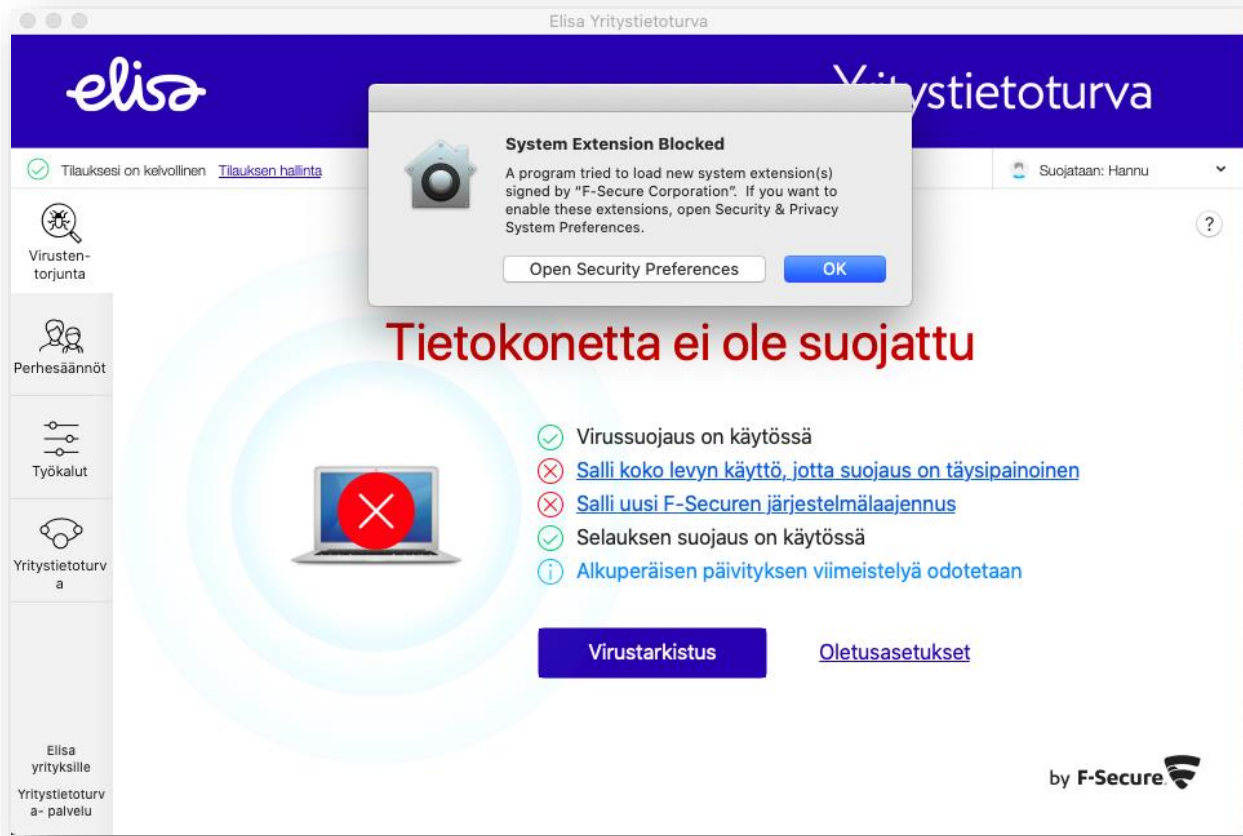 Elisa Yritystietoturva
elisa
Yritystietoturva
Tilauksesi on kelvollinen Tilauksen hallinta
Suojataan: Hannu
System Extension Blocked
A program tried to load new system extension(s)
signed by “F-Secure Corporation”. If you want to
enable these extensions, open Security & Privacy
System Preferences.
Open Security Preferences
OK
?
Virusten-
torjunta
Perhesäännöt
Työkalut
Yritystietoturv
a
Elisa
yrityksille
Yritystietoturv
a- palvelu
Tietokonetta ei ole suojattu
Virussuojaus on käytössä
Salli koko levyn käyttö, jotta suojaus on täysipainoinen
Salli uusi F-Securen järjestelmälaajennus
Selauksen suojaus on käytössä
Alkuperäisen päivityksen viimeistelyä odotetaan
Virustarkistus
Oletusasetukset
by F-Secure.